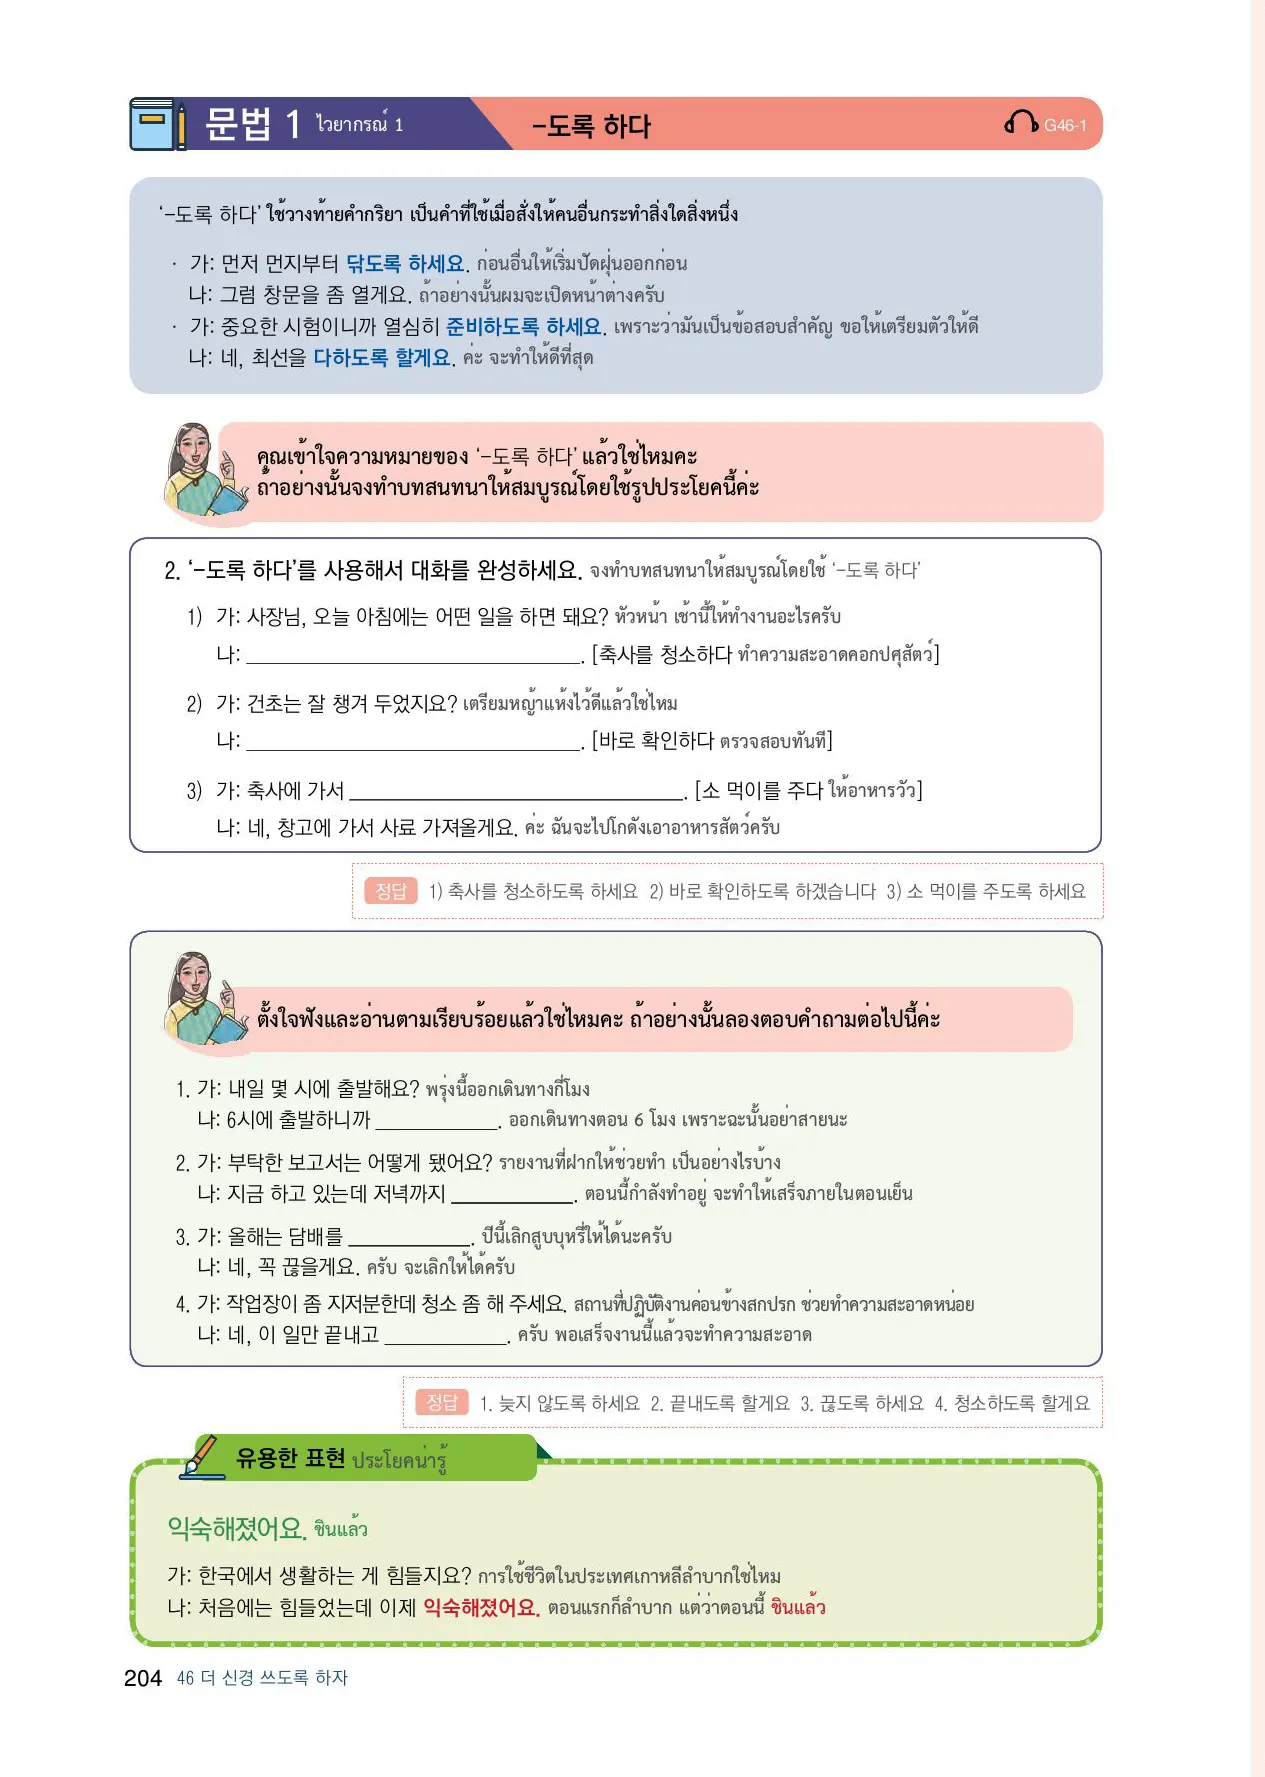 문법 1 ไวยากรณ์ 1 -도록 하다 G46-1
‘-도록 하다’ ใช้วางท้ายคำกริยา เป็นคำที่ใช้เมื่อสั่งให้คนอื่นกระทำสิ่งใดสิ่งหนึ่ง
· 가: 먼저 먼지부터 닦도록 하세요. ก่อนอื่นให้เริ่มปัดฝุ่นออกก่อน
나: 그럼 창문을 좀 열게요. ถ้าอย่างนั้นผมจะเปิดหน้าต่างครับ
· 가: 중요한 시험이니까 열심히 준비하도록 하세요. เพราะว่ามันเป็นข้อสอบสำคัญ ขอให้เตรียมตัวให้ดี
나: 네, 최선을 다하도록 할게요. ค่ะ จะทำให้ดีที่สุด
คุณเข้าใจความหมายของ ‘-도록 하다’ แล้วใช่ไหมคะ
ถ้าอย่างนั้นจงทำบทสนทนาให้สมบูรณ์โดยใช้รูปประโยคนี้ค่ะ
2. ‘-도록 하다’를 사용해서 대화를 완성하세요. จงทำบทสนทนาให้สมบูรณ์โดยใช้ ‘-도록 하다’
1) 가: 사장님, 오늘 아침에는 어떤 일을 하면 돼요? หัวหน้า เช้านี้ให้ทำงานอะไรครับ
나: ______________________________. [축사를 청소하다 ทำความสะอาดคอกปศุสัตว์]
2) 가: 건초는 잘 챙겨 두었지요? เตรียมหญ้าแห้งไว้ดีแล้วใช่ไหม
나: ______________________________. [바로 확인하다 ตรวจสอบทันที]
3) 가: 축사에 가서 ______________________________. [소 먹이를 주다 ให้อาหารวัว]
나: 네, 창고에 가서 사료 가져올게요. ค่ะ ฉันจะไปโกดังเอาอาหารสัตว์ครับ
정답 1) 축사를 청소하도록 하세요 2) 바로 확인하도록 하겠습니다 3) 소 먹이를 주도록 하세요
ตั้งใจฟังและอ่านตามเรียบร้อยแล้วใช่ไหมคะ ถ้าอย่างนั้นลองตอบคำถามต่อไปนี้ค่ะ
1. 가: 내일 몇 시에 출발해요? พรุ่งนี้ออกเดินทางกี่โมง
나: 6시에 출발하니까 ___________. ออกเดินทางตอน 6 โมง เพราะฉะนั้นอย่าสายนะ
2. 가: 부탁한 보고서는 어떻게 됐어요? รายงานที่ฝากให้ช่วยทำ เป็นอย่างไรบ้าง
나: 지금 하고 있는데 저녁까지 ___________. ตอนนี้กำลังทำอยู่ จะทำให้เสร็จภายในตอนเย็น
3. 가: 올해는 담배를 ___________. ปีนี้เลิกสูบบุหรี่ให้ได้นะครับ
나: 네, 꼭 끊을게요. ครับ จะเลิกให้ได้ครับ
4. 가: 작업장이 좀 지저분한데 청소 좀 해 주세요. สถานที่ปฏิบัติงานค่อนข้างสกปรก ช่วยทำความสะอาดหน่อย
나: 네, 이 일만 끝내고 ___________. ครับ พอเสร็จงานนี้แล้วจะทำความสะอาด
정답 1. 늦지 않도록 하세요 2. 끝내도록 할게요 3. 끊도록 하세요 4. 청소하도록 할게요
유용한 표현 ประโยคน่ารู้
익숙해졌어요. ชินแล้ว
가: 한국에서 생활하는 게 힘들지요? การใช้ชีวิตในประเทศเกาหลีลำบากใช่ไหม
나: 처음에는 힘들었는데 이제 익숙해졌어요. ตอนแรกก็ลำบาก แต่ว่าตอนนี้ ชินแล้ว
204 46 더 신경 쓰도록 하자